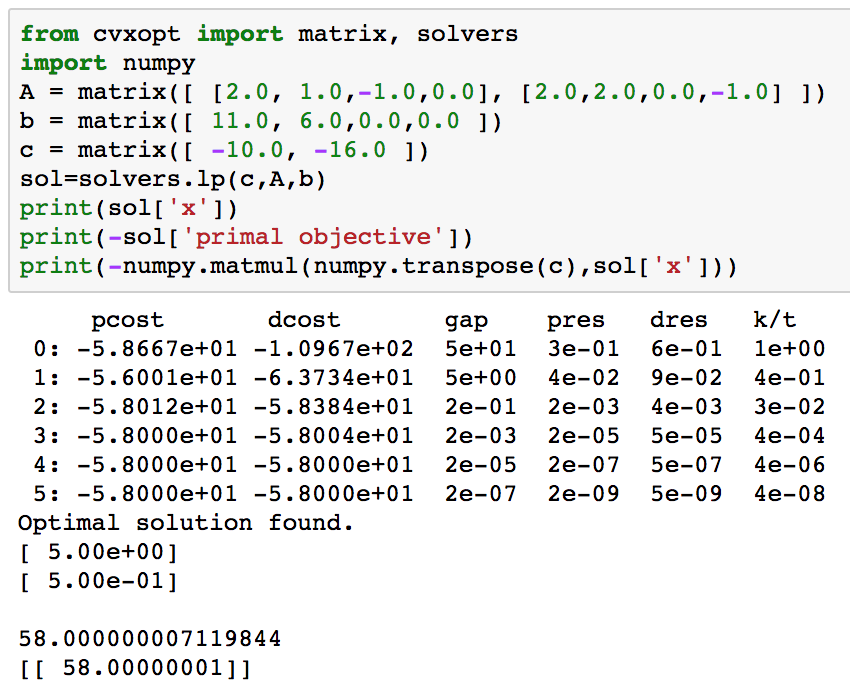 from cvxopt import matrix, solvers
import numpy
A = matrix([ [2.0, 1.0,-1.0,0.0], [2.0,2.0,0.0,-1.0] ])
b = matrix([ 11.0, 6.0,0.0,0.0 ])
c = matrix([ -10.0, -16.0 ])
sol=solvers.lp(c,A,b)
print(sol['x'])
print(-sol['primal objective'])
print(-numpy.matmul(numpy.transpose(c),sol['x']))
pcost dcost gap pres dres k/t
0: -5.8667e+01 -1.0967e+02 5e+01 3e-01 6e-01 1e+00
1: -5.6001e+01 -6.3734e+01 5e+00 4e-02 9e-02 4e-01
2: -5.8012e+01 -5.8384e+01 2e-01 2e-03 4e-03 3e-02
3: -5.8000e+01 -5.8004e+01 2e-03 2e-05 5e-05 4e-04
4: -5.8000e+01 -5.8000e+01 2e-05 2e-07 5e-07 4e-06
5: -5.8000e+01 -5.8000e+01 2e-07 2e-09 5e-09 4e-08
Optimal solution found.
[ 5.00e+00]
[ 5.00e-01]
58.000000007119844
[[ 58.00000001]]